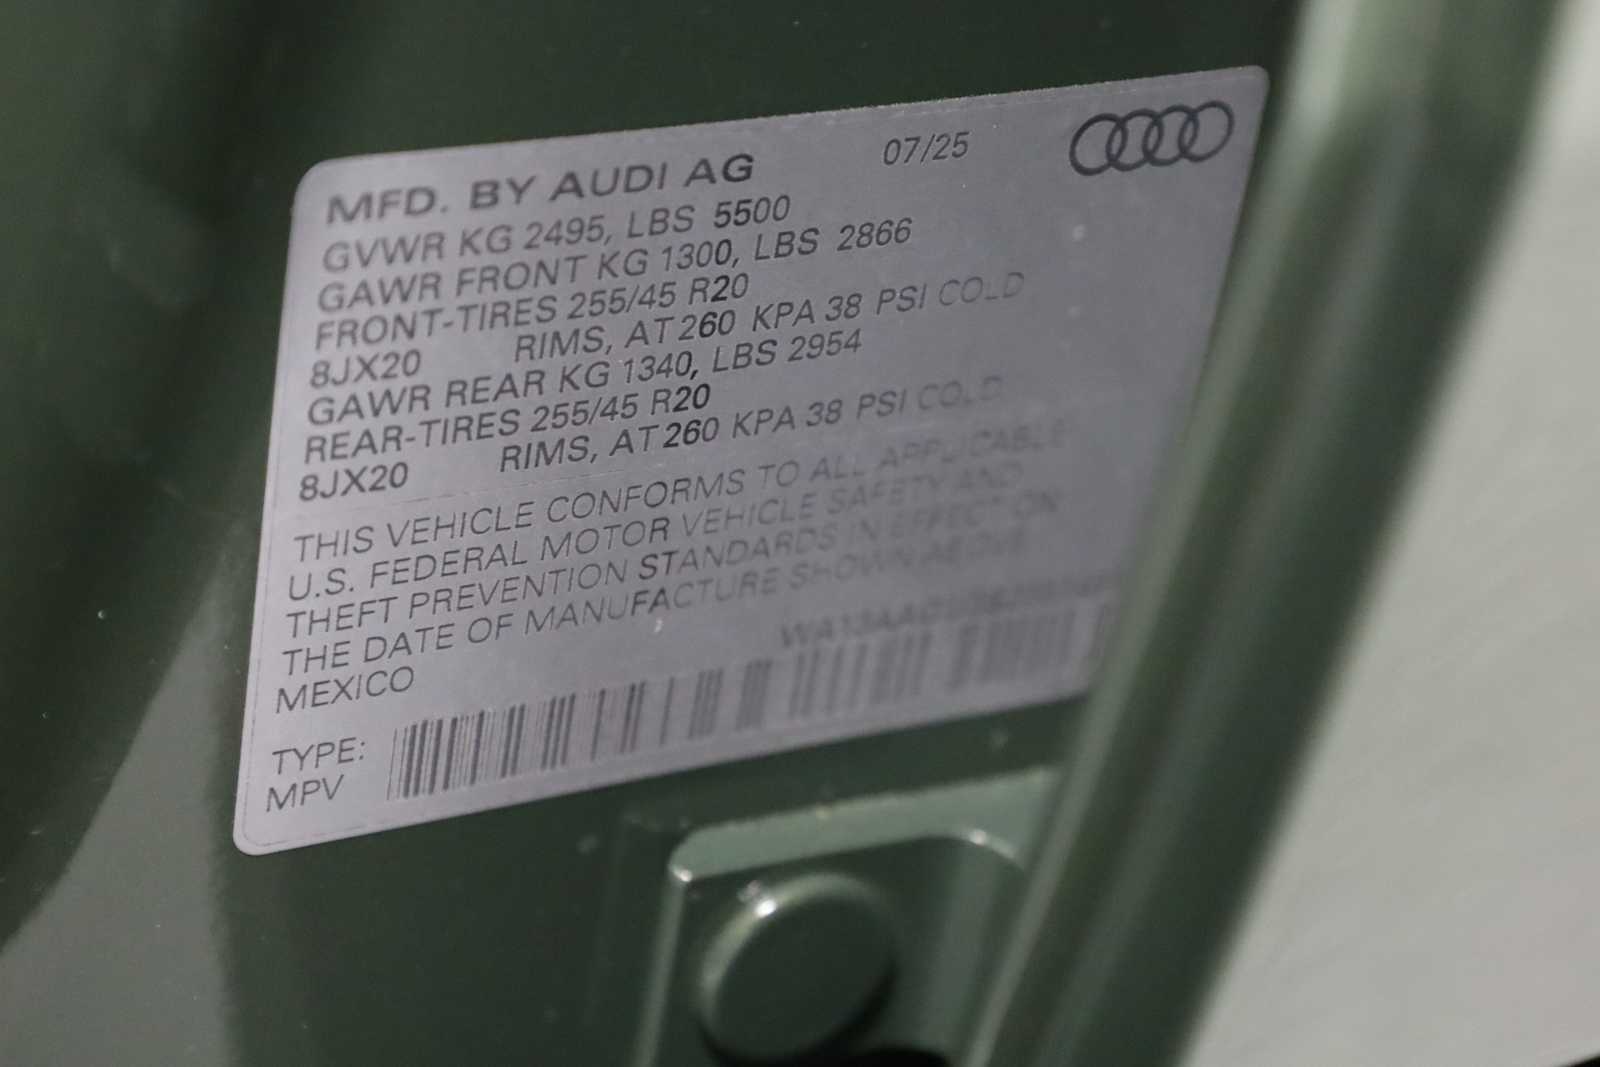 MFD. BY AUDI AG 07/25
GVWR KG 2495, LBS 5500
GAWR FRONT KG 1300, LBS 2866
FRONT-TIRES 255/45 R20
8JX20 RIMS, AT 260 KPA 38 PSI COLD
GAWR REAR KG 1340, LBS 2954
REAR-TIRES 255/45 R20
8JX20 RIMS, AT 260 KPA 38 PSI COLD
THIS VEHICLE CONFORMS TO ALL APPLICABLE
U.S. FEDERAL MOTOR VEHICLE SAFETY AND
THEFT PREVENTION STANDARDS IN EFFECT ON
THE DATE OF MANUFACTURE SHOWN ABOVE
MEXICO
TYPE:
MPV